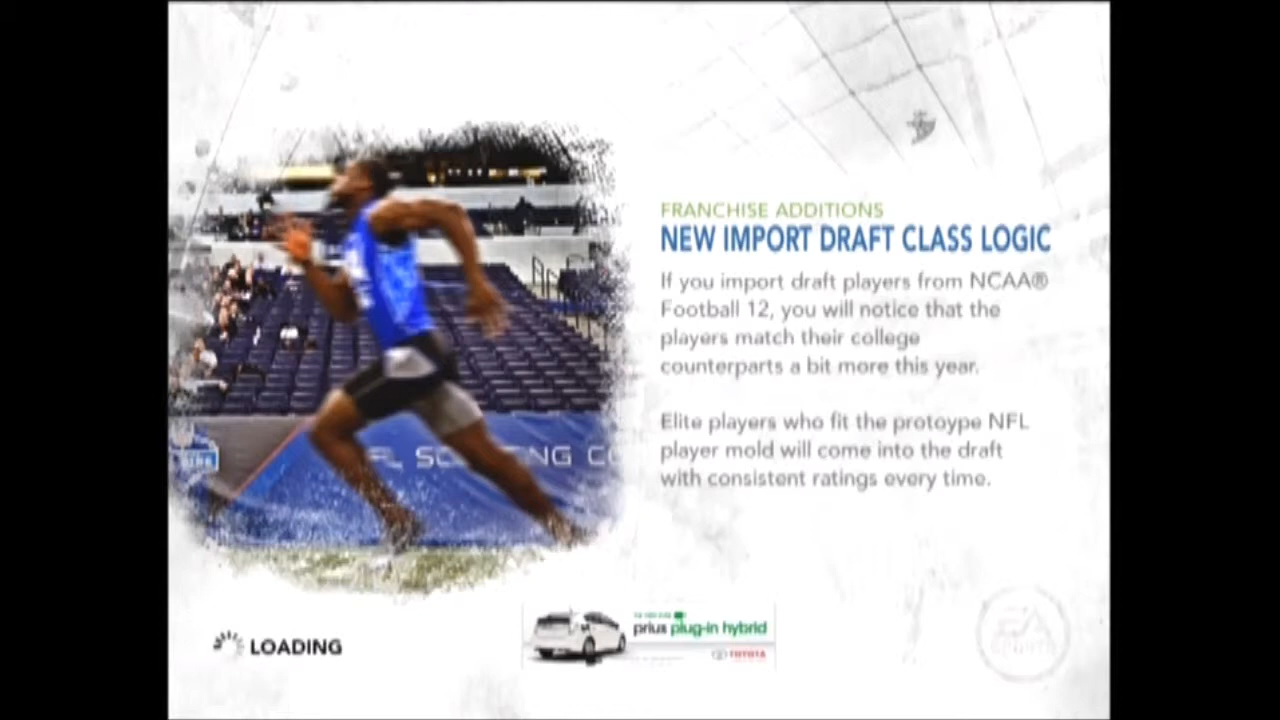 FRANCHISE ADDITIONS
NEW IMPORT DRAFT CLASS LOGIC
If you import draft players from NCAA®
Football 12, you will notice that the
players match their college
counterparts a bit more this year.
Elite players who fit the protoype NFL
player mold will come into the draft
with consistent ratings every time.
LOADING
prius plug-in hybrid
TOYOTA
EA
SPORTS